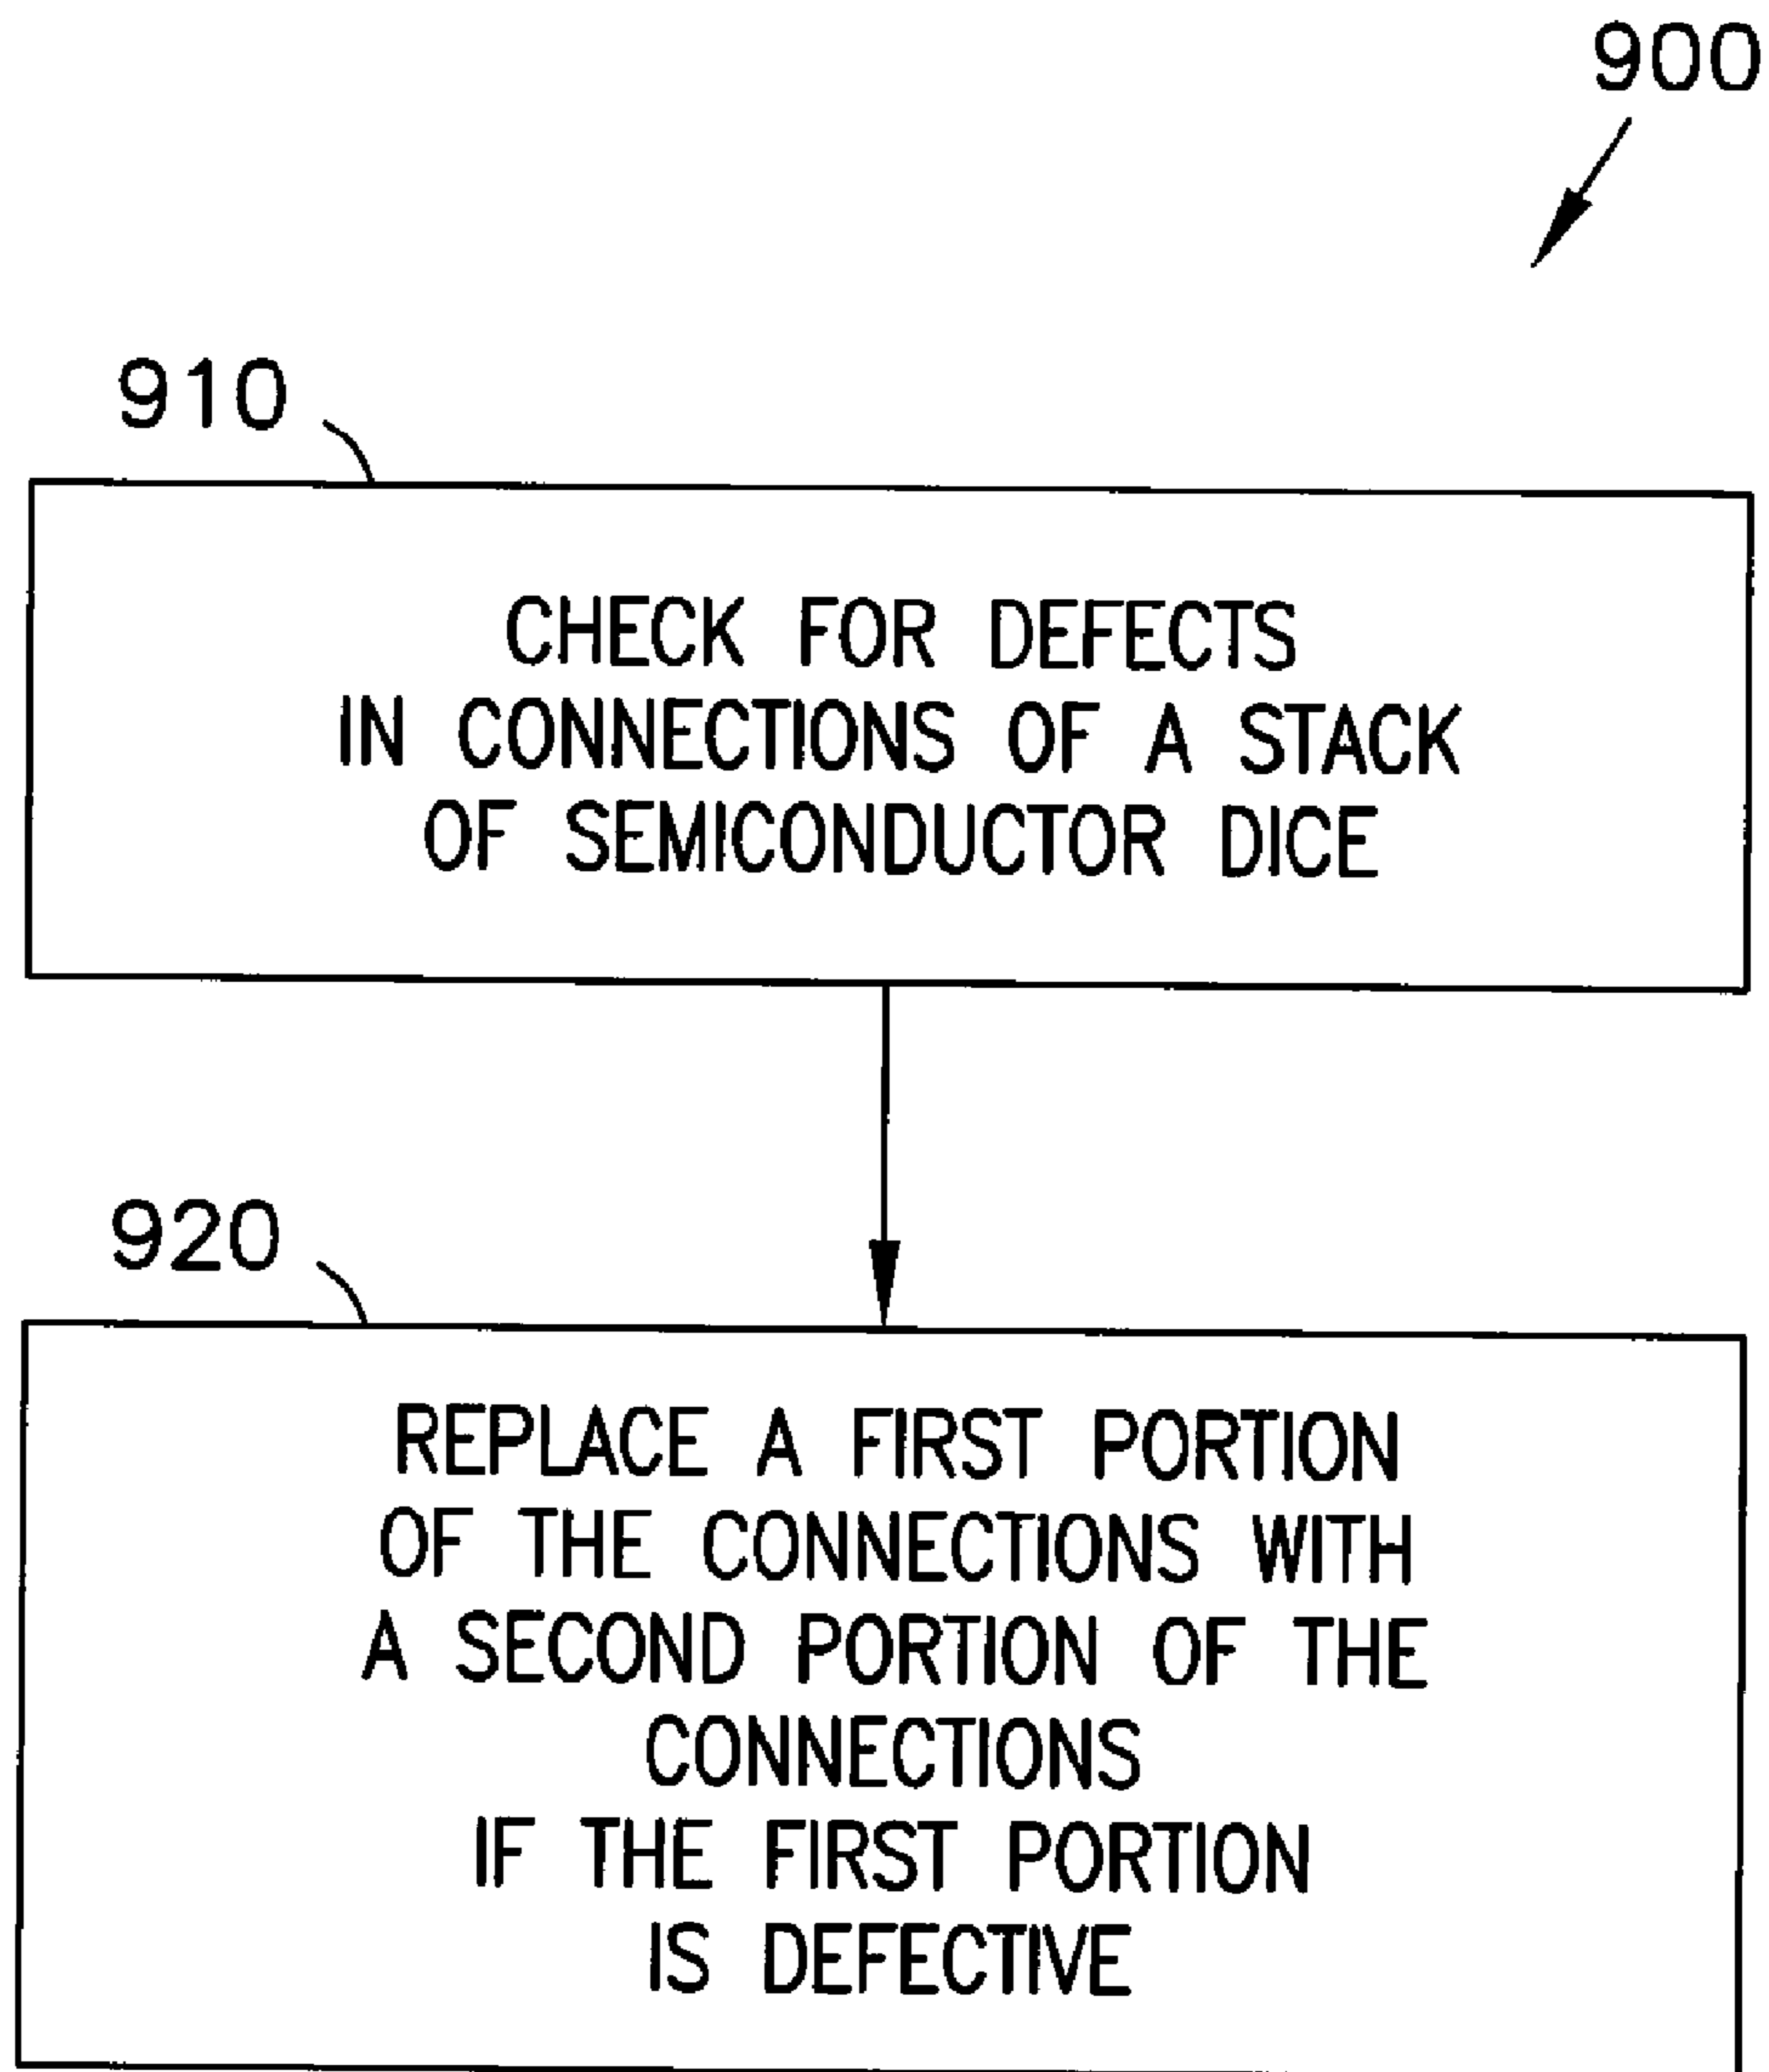 900
910
CHECK FOR DEFECTS
IN CONNECTIONS OF A STACK
OF SEMICONDUCTOR DICE
920
REPLACE A FIRST PORTION
OF THE CONNECTIONS WITH
A SECOND PORTION OF THE
CONNECTIONS
IF THE FIRST PORTION
IS DEFECTIVE